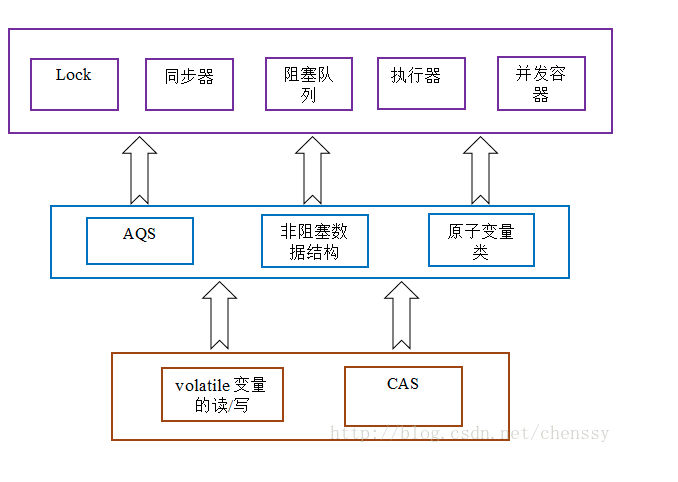 Lock
同步器
阻塞队
列
执行器
并发容
器
AQS
非阻塞数
据结构
原子变量
类
volatile 变量
的读/写
CAS
http://blog.csdn.net/chenssy